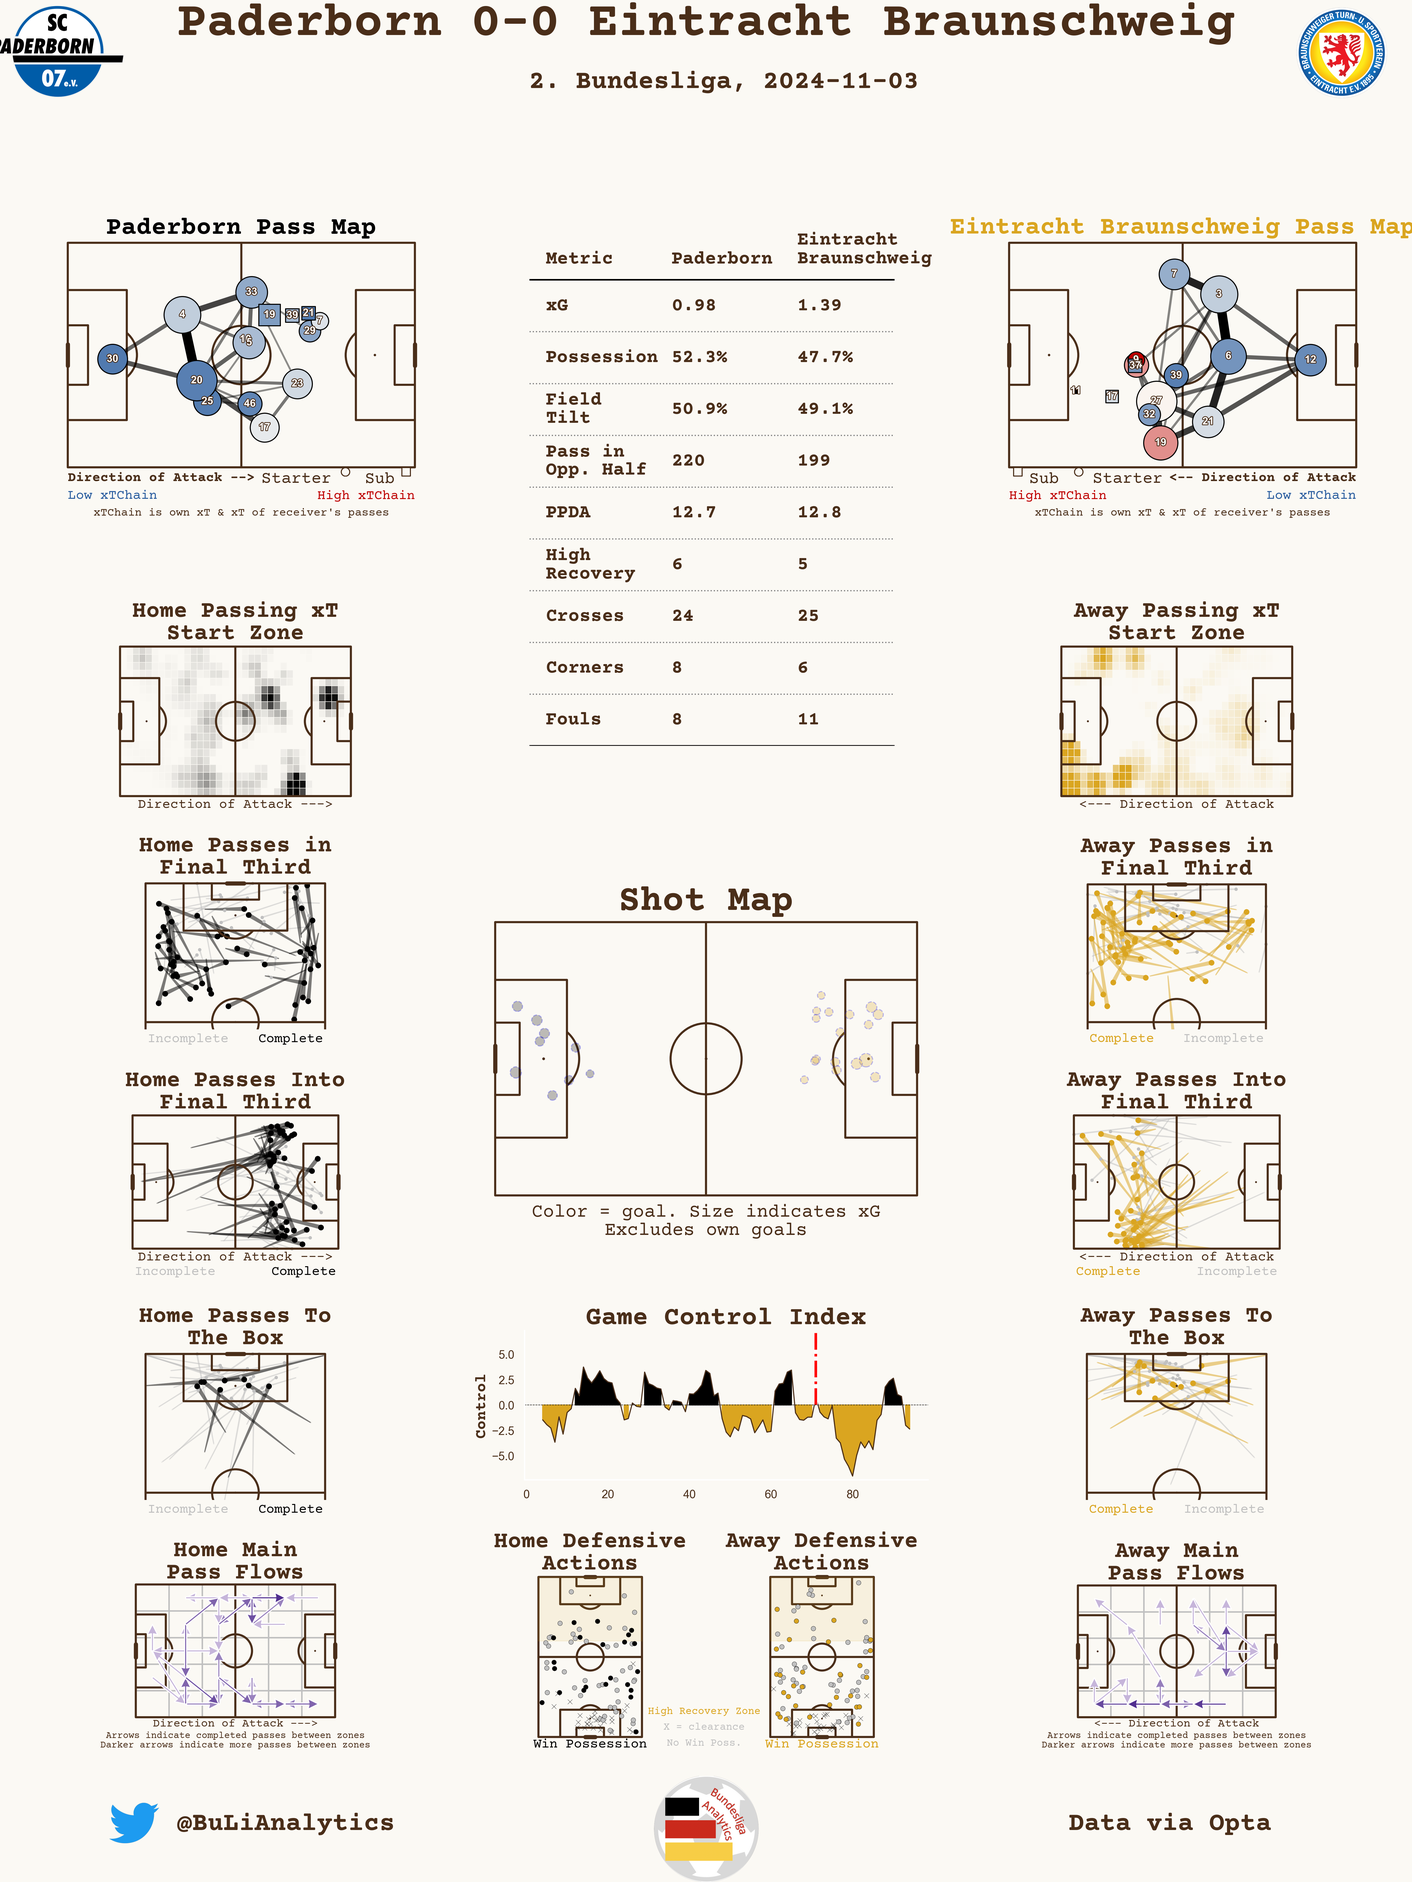 Paderborn 0-0 Eintracht Braunschweig
2. Bundesliga, 2024-11-03
SC
PADERBORN
07 e.V.
BRAUNSCHWEIGER TURN- U. SPORTVEREIN
EINTRACHT E.V. 1895
Paderborn Pass Map
33
4
19
39
21
7
29
5
30
20
23
25
46
17
Direction of Attack --> Starter Sub
Low xTChain High xTChain
xTChain is own xT & xT of receiver's passes
Metric Paderborn Eintracht Braunschweig
xG 0.98 1.39
Possession 52.3% 47.7%
Field Tilt 50.9% 49.1%
Pass in Opp. Half 220 199
PPDA 12.7 12.8
High Recovery 6 5
Crosses 24 25
Corners 8 6
Fouls 8 11
Eintracht Braunschweig Pass Map
7
3
6
12
9
37
39
11
17
27
32
21
19
Sub Starter <-- Direction of Attack
High xTChain Low xTChain
xTChain is own xT & xT of receiver's passes
Home Passing xT
Start Zone
Direction of Attack --->
Away Passing xT
Start Zone
<--- Direction of Attack
Home Passes in
Final Third
Incomplete Complete
Away Passes in
Final Third
Complete Incomplete
Shot Map
Color = goal. Size indicates xG
Excludes own goals
Home Passes Into
Final Third
Direction of Attack --->
Incomplete Complete
Away Passes Into
Final Third
<--- Direction of Attack
Complete Incomplete
Home Passes To
The Box
Incomplete Complete
Game Control Index
Control
5.0
2.5
0.0
−2.5
−5.0
0 20 40 60 80
Away Passes To
The Box
Complete Incomplete
Home Main
Pass Flows
Direction of Attack --->
Arrows indicate completed passes between zones
Darker arrows indicate more passes between zones
Home Defensive
Actions
Win Possession
High Recovery Zone
X = clearance
No Win Poss.
Away Defensive
Actions
Win Possession
Away Main
Pass Flows
<--- Direction of Attack
Arrows indicate completed passes between zones
Darker arrows indicate more passes between zones
@BuLiAnalytics
Bundesliga
Analytics
Data via Opta